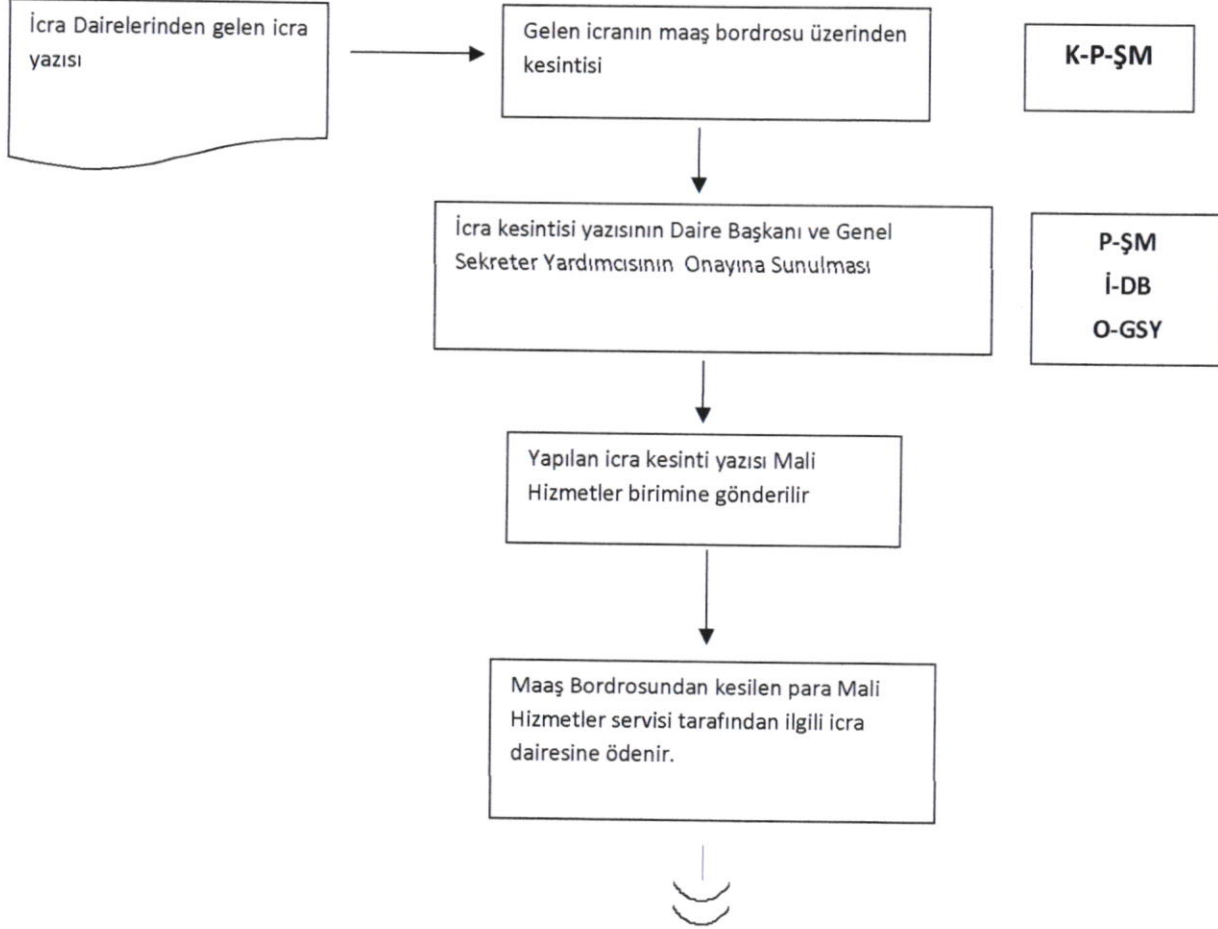 İcra Dairelerinden gelen icra
yazısı
Gelen icranın maaş bordrosu üzerinden
kesintisi
K-P-ŞM
İcra kesintisi yazısının Daire Başkanı ve Genel
Sekreter Yardımcısının Onayına Sunulması
P-ŞM
İ-DB
O-GSY
Yapılan icra kesinti yazısı Mali
Hizmetler birimine gönderilir
Maaş Bordrosundan kesilen para Mali
Hizmetler servisi tarafından ilgili icra
dairesine ödenir.